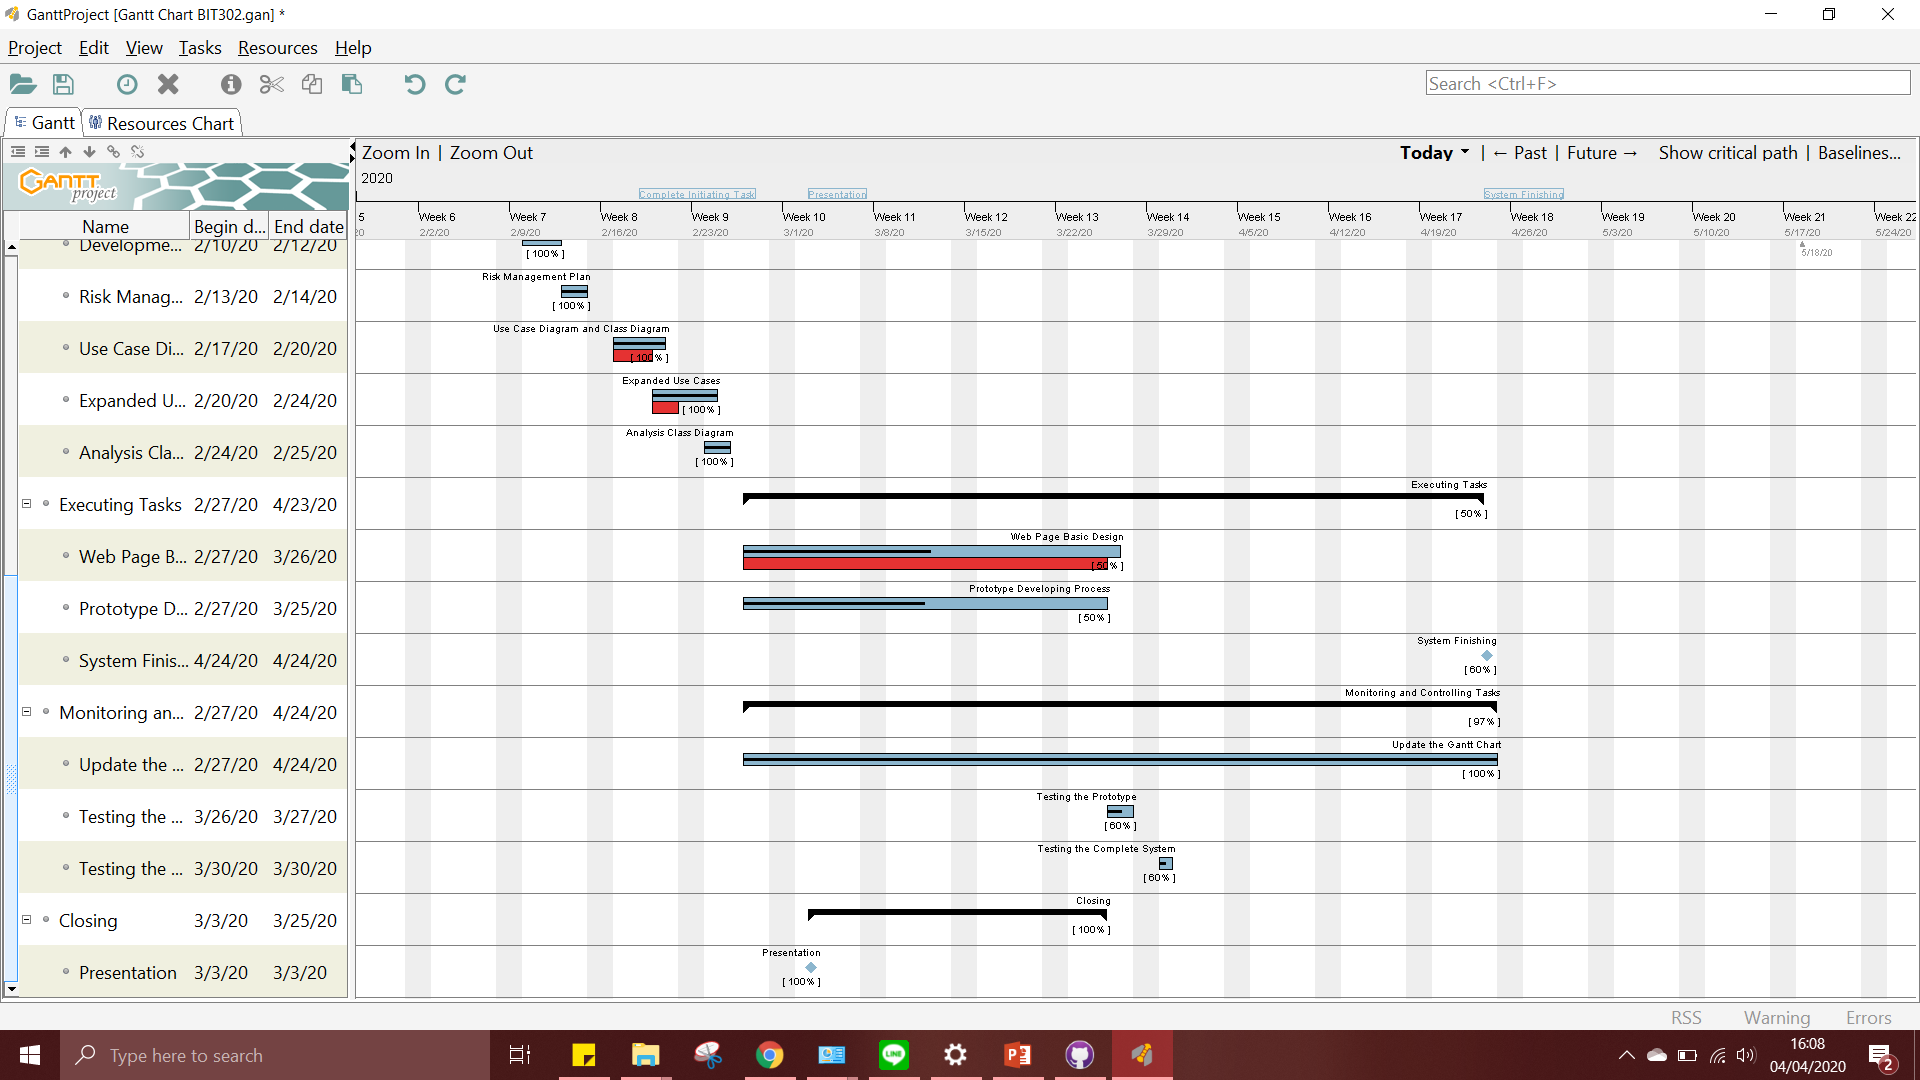 GanttProject [Gantt Chart BIT302.gan] *
Project Edit View Tasks Resources Help
Search <Ctrl+F>
Gantt Resources Chart
Zoom In | Zoom Out Today | ← Past | Future → Show critical path | Baselines...
GANTT project
2020
Complete Initiating Task Presentation System Finishing
Name Begin d... End date
5 Week 6 Week 7 Week 8 Week 9 Week 10 Week 11 Week 12 Week 13 Week 14 Week 15 Week 16 Week 17 Week 18 Week 19 Week 20 Week 21 Week 22
20 2/2/20 2/9/20 2/16/20 2/23/20 3/1/20 3/8/20 3/15/20 3/22/20 3/29/20 4/5/20 4/12/20 4/19/20 4/26/20 5/3/20 5/10/20 5/17/20 5/24/20
Developme... 2/10/20 2/12/20
[ 100% ]
5/18/20
Risk Management Plan
Risk Manag... 2/13/20 2/14/20
[ 100% ]
Use Case Diagram and Class Diagram
Use Case Di... 2/17/20 2/20/20
[ 100% ]
Expanded Use Cases
Expanded U... 2/20/20 2/24/20
[ 100% ]
Analysis Class Diagram
Analysis Cla... 2/24/20 2/25/20
[ 100% ]
Executing Tasks
Executing Tasks 2/27/20 4/23/20
[ 50% ]
Web Page Basic Design
Web Page B... 2/27/20 3/26/20
[ 50% ]
Prototype Developing Process
Prototype D... 2/27/20 3/25/20
[ 50% ]
System Finishing
System Finis... 4/24/20 4/24/20
[ 60% ]
Monitoring and Controlling Tasks
Monitoring an... 2/27/20 4/24/20
[ 97% ]
Update the Gantt Chart
Update the ... 2/27/20 4/24/20
[ 100% ]
Testing the Prototype
Testing the ... 3/26/20 3/27/20
[ 60% ]
Testing the Complete System
Testing the ... 3/30/20 3/30/20
[ 60% ]
Closing
Closing 3/3/20 3/25/20
[ 100% ]
Presentation
Presentation 3/3/20 3/3/20
[ 100% ]
RSS Warning Errors
Type here to search
LINE
16:08
04/04/2020
2